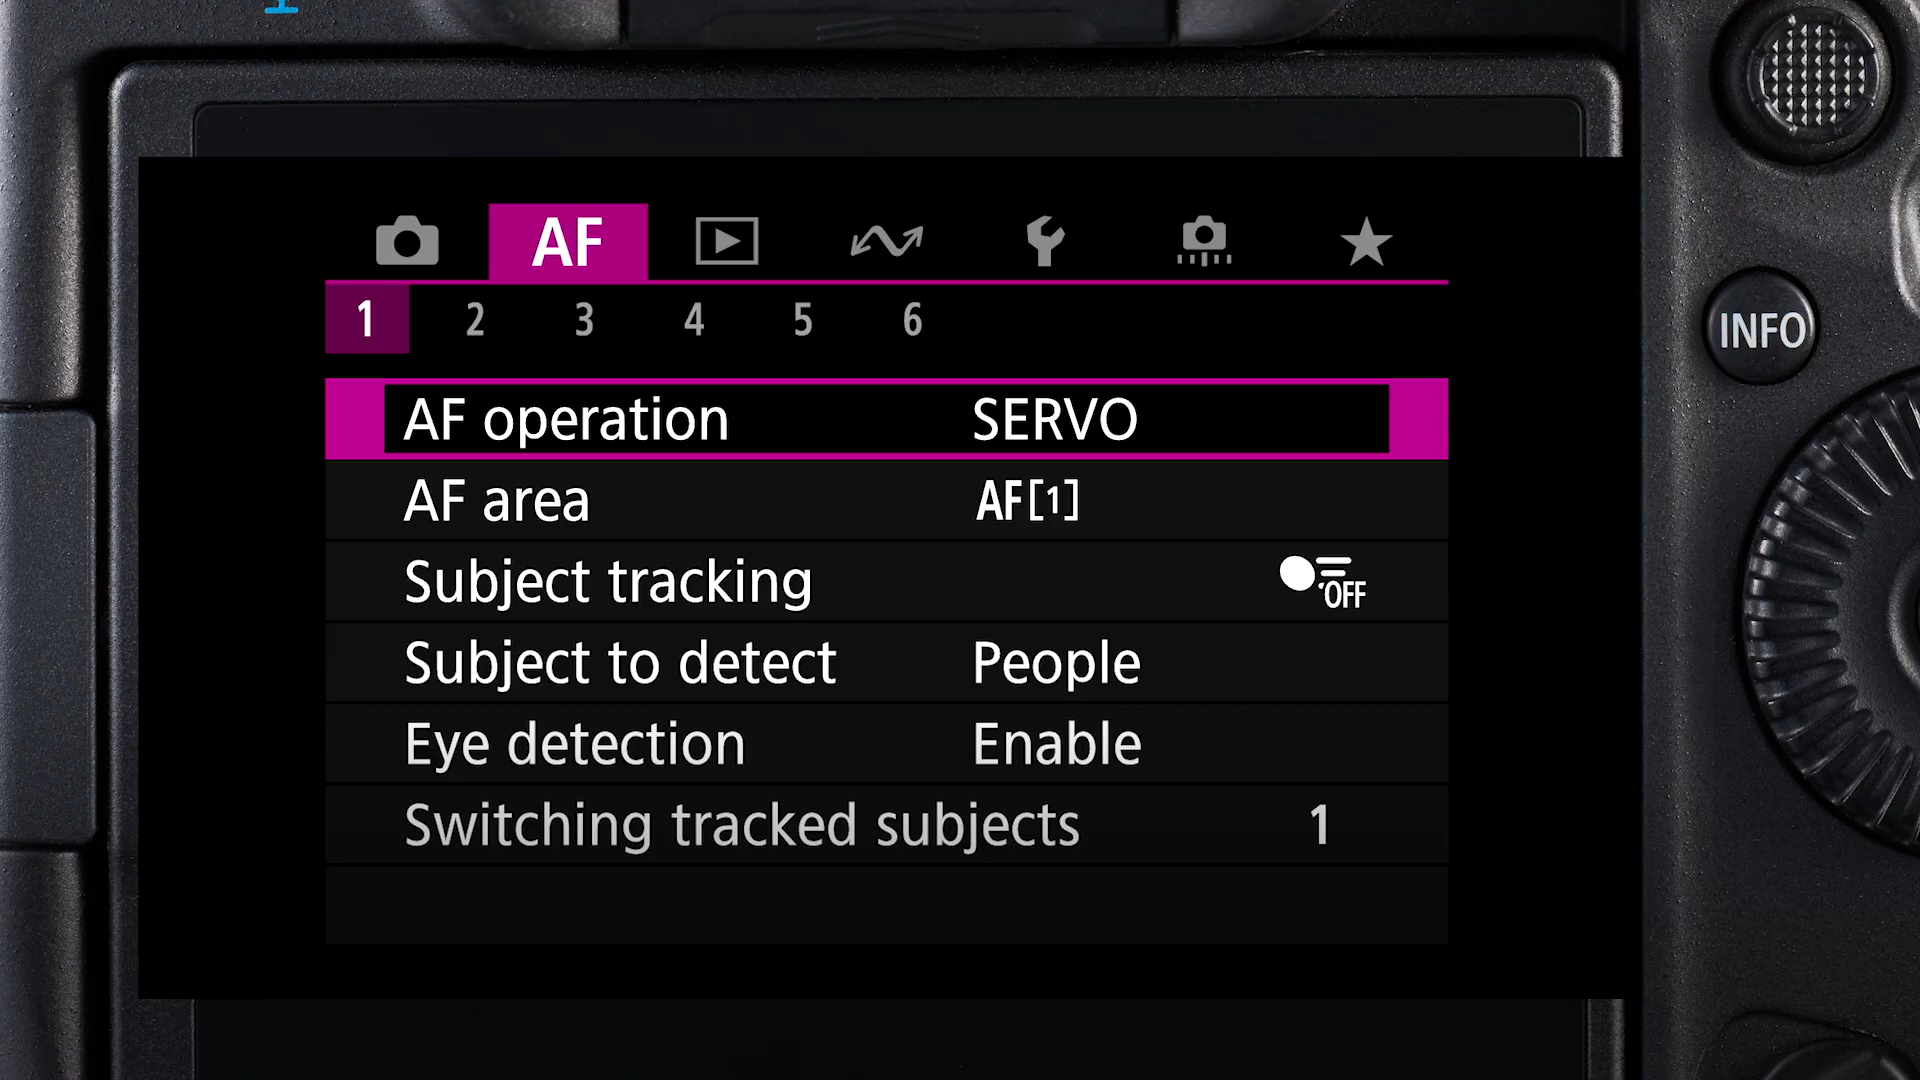 AF
1 2 3 4 5 6
AF operation SERVO
AF area AF[1]
Subject tracking OFF
Subject to detect People
Eye detection Enable
Switching tracked subjects 1
INFO